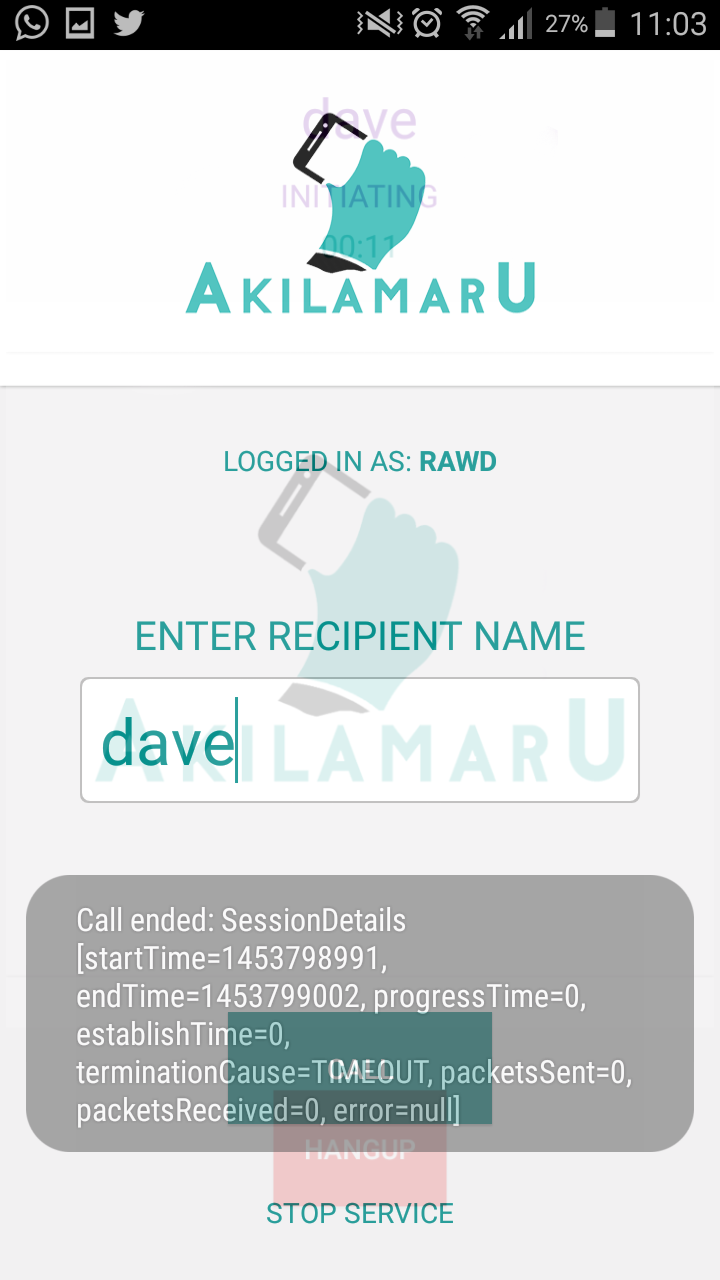 27% 11:03
dave
INITIATING
00:11
AKILAMARU
LOGGED IN AS: RAWD
ENTER RECIPIENT NAME
dave
AKILAMARU
Call ended: SessionDetails
[startTime=1453798991,
endTime=1453799002, progressTime=0,
establishTime=0,
terminationCause=TIMEOUT, packetsSent=0,
packetsReceived=0, error=null]
CALL
HANGUP
STOP SERVICE